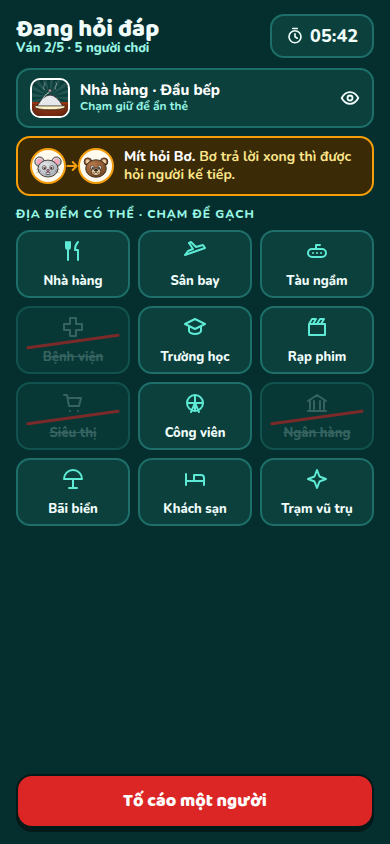 Đang hỏi đáp
Ván 2/5 · 5 người chơi
05:42
Nhà hàng · Đầu bếp
Chạm giữ để ẩn thẻ
Mít hỏi Bơ. Bơ trả lời xong thì được
hỏi người kế tiếp.
ĐỊA ĐIỂM CÓ THỂ · CHẠM ĐỂ GẠCH
Nhà hàng
Sân bay
Tàu ngầm
Bệnh viện
Trường học
Rạp phim
Siêu thị
Công viên
Ngân hàng
Bãi biển
Khách sạn
Trạm vũ trụ
Tố cáo một người